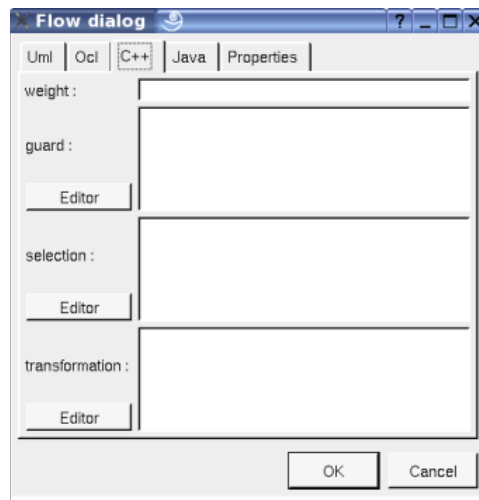 Flow dialog
Uml Ocl C++ Java Properties
weight :
guard :
Editor
selection :
Editor
transformation :
Editor
OK Cancel